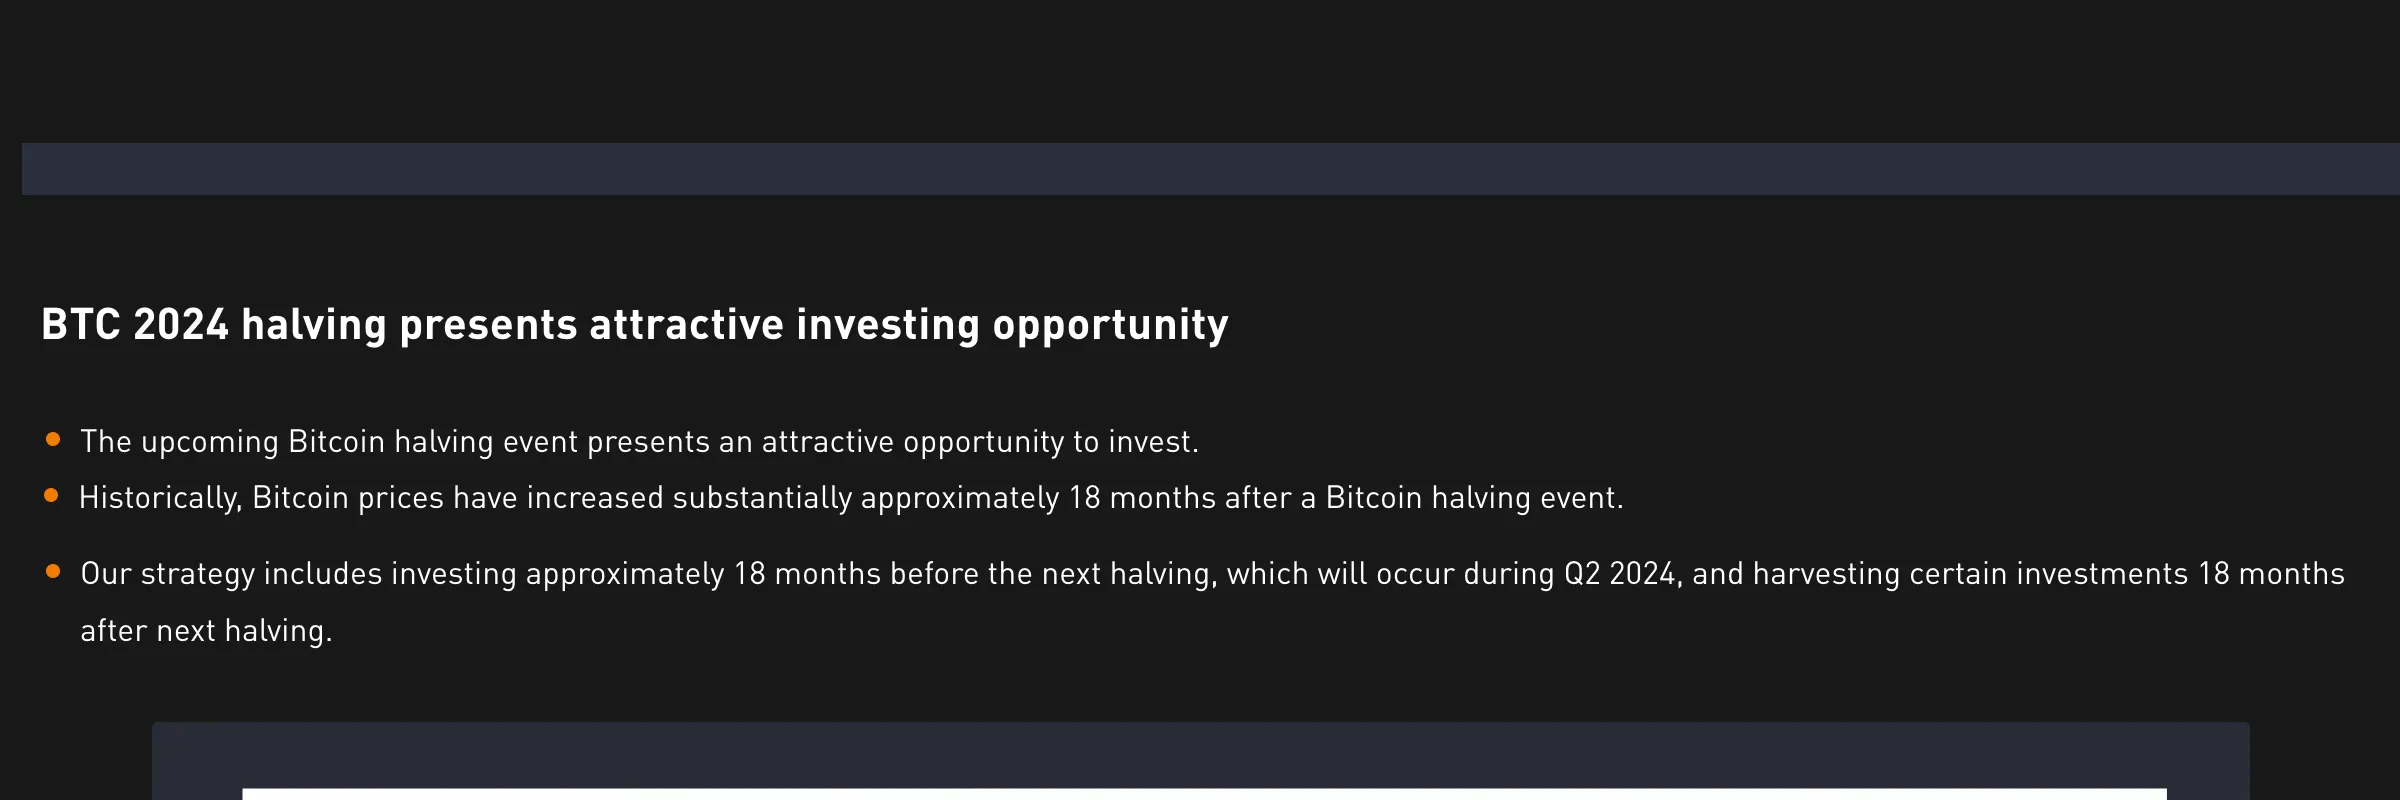 BTC 2024 halving presents attractive investing opportunity
The upcoming Bitcoin halving event presents an attractive opportunity to invest.
Historically, Bitcoin prices have increased substantially approximately 18 months after a Bitcoin halving event.
Our strategy includes investing approximately 18 months before the next halving, which will occur during Q2 2024, and harvesting certain investments 18 months
after next halving.